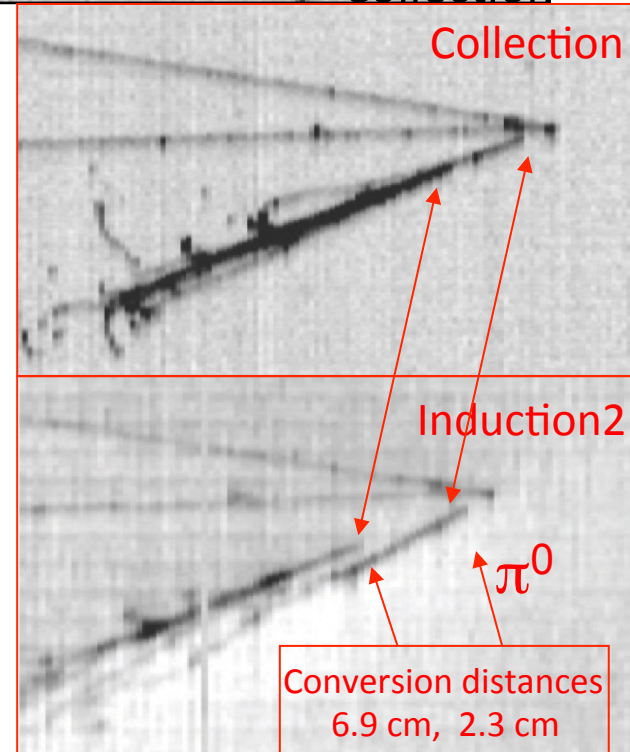 Collection
Induction2
π⁰
Conversion distances
6.9 cm, 2.3 cm